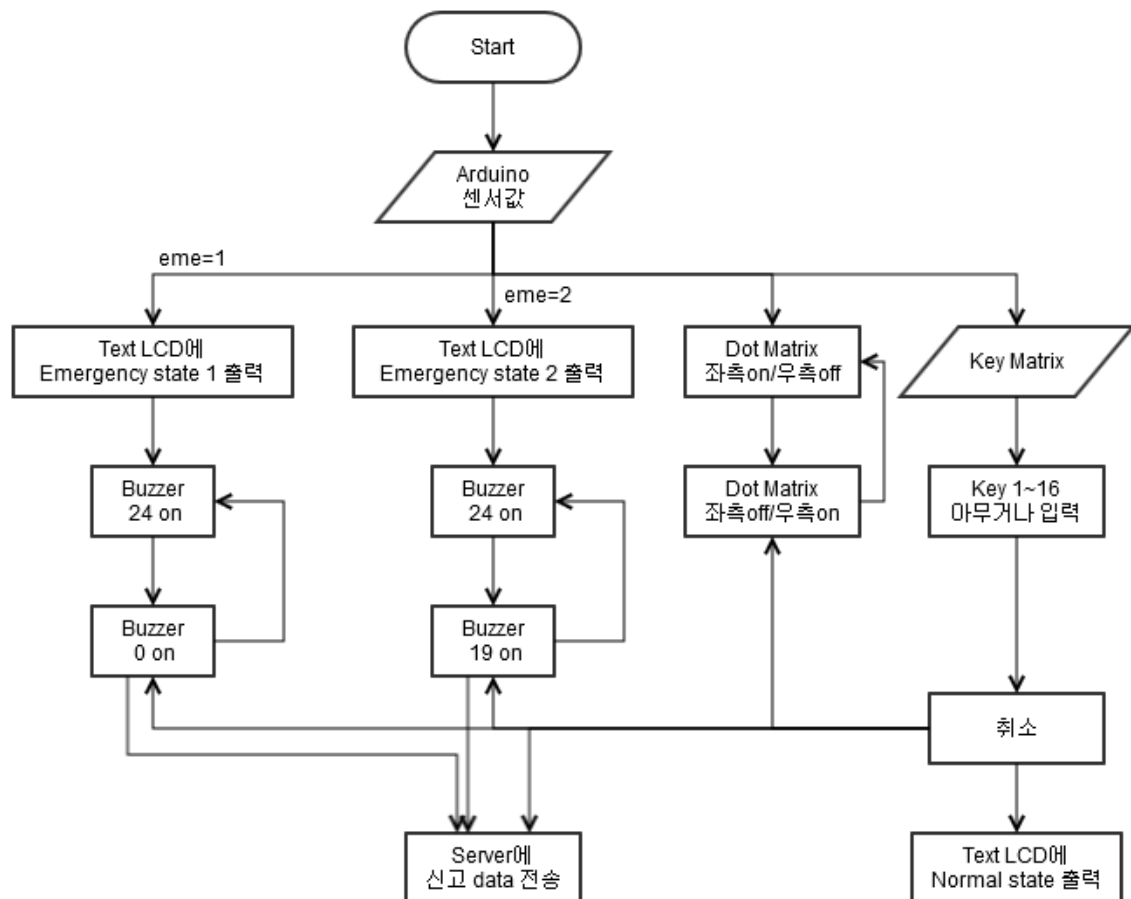 Start
Arduino
센서값
eme=1
eme=2
Text LCD에
Emergency state 1 출력
Text LCD에
Emergency state 2 출력
Dot Matrix
좌측on/우측off
Key Matrix
Buzzer
24 on
Buzzer
24 on
Dot Matrix
좌측off/우측on
Key 1~16
아무거나 입력
Buzzer
0 on
Buzzer
19 on
취소
Server에
신고 data 전송
Text LCD에
Normal state 출력